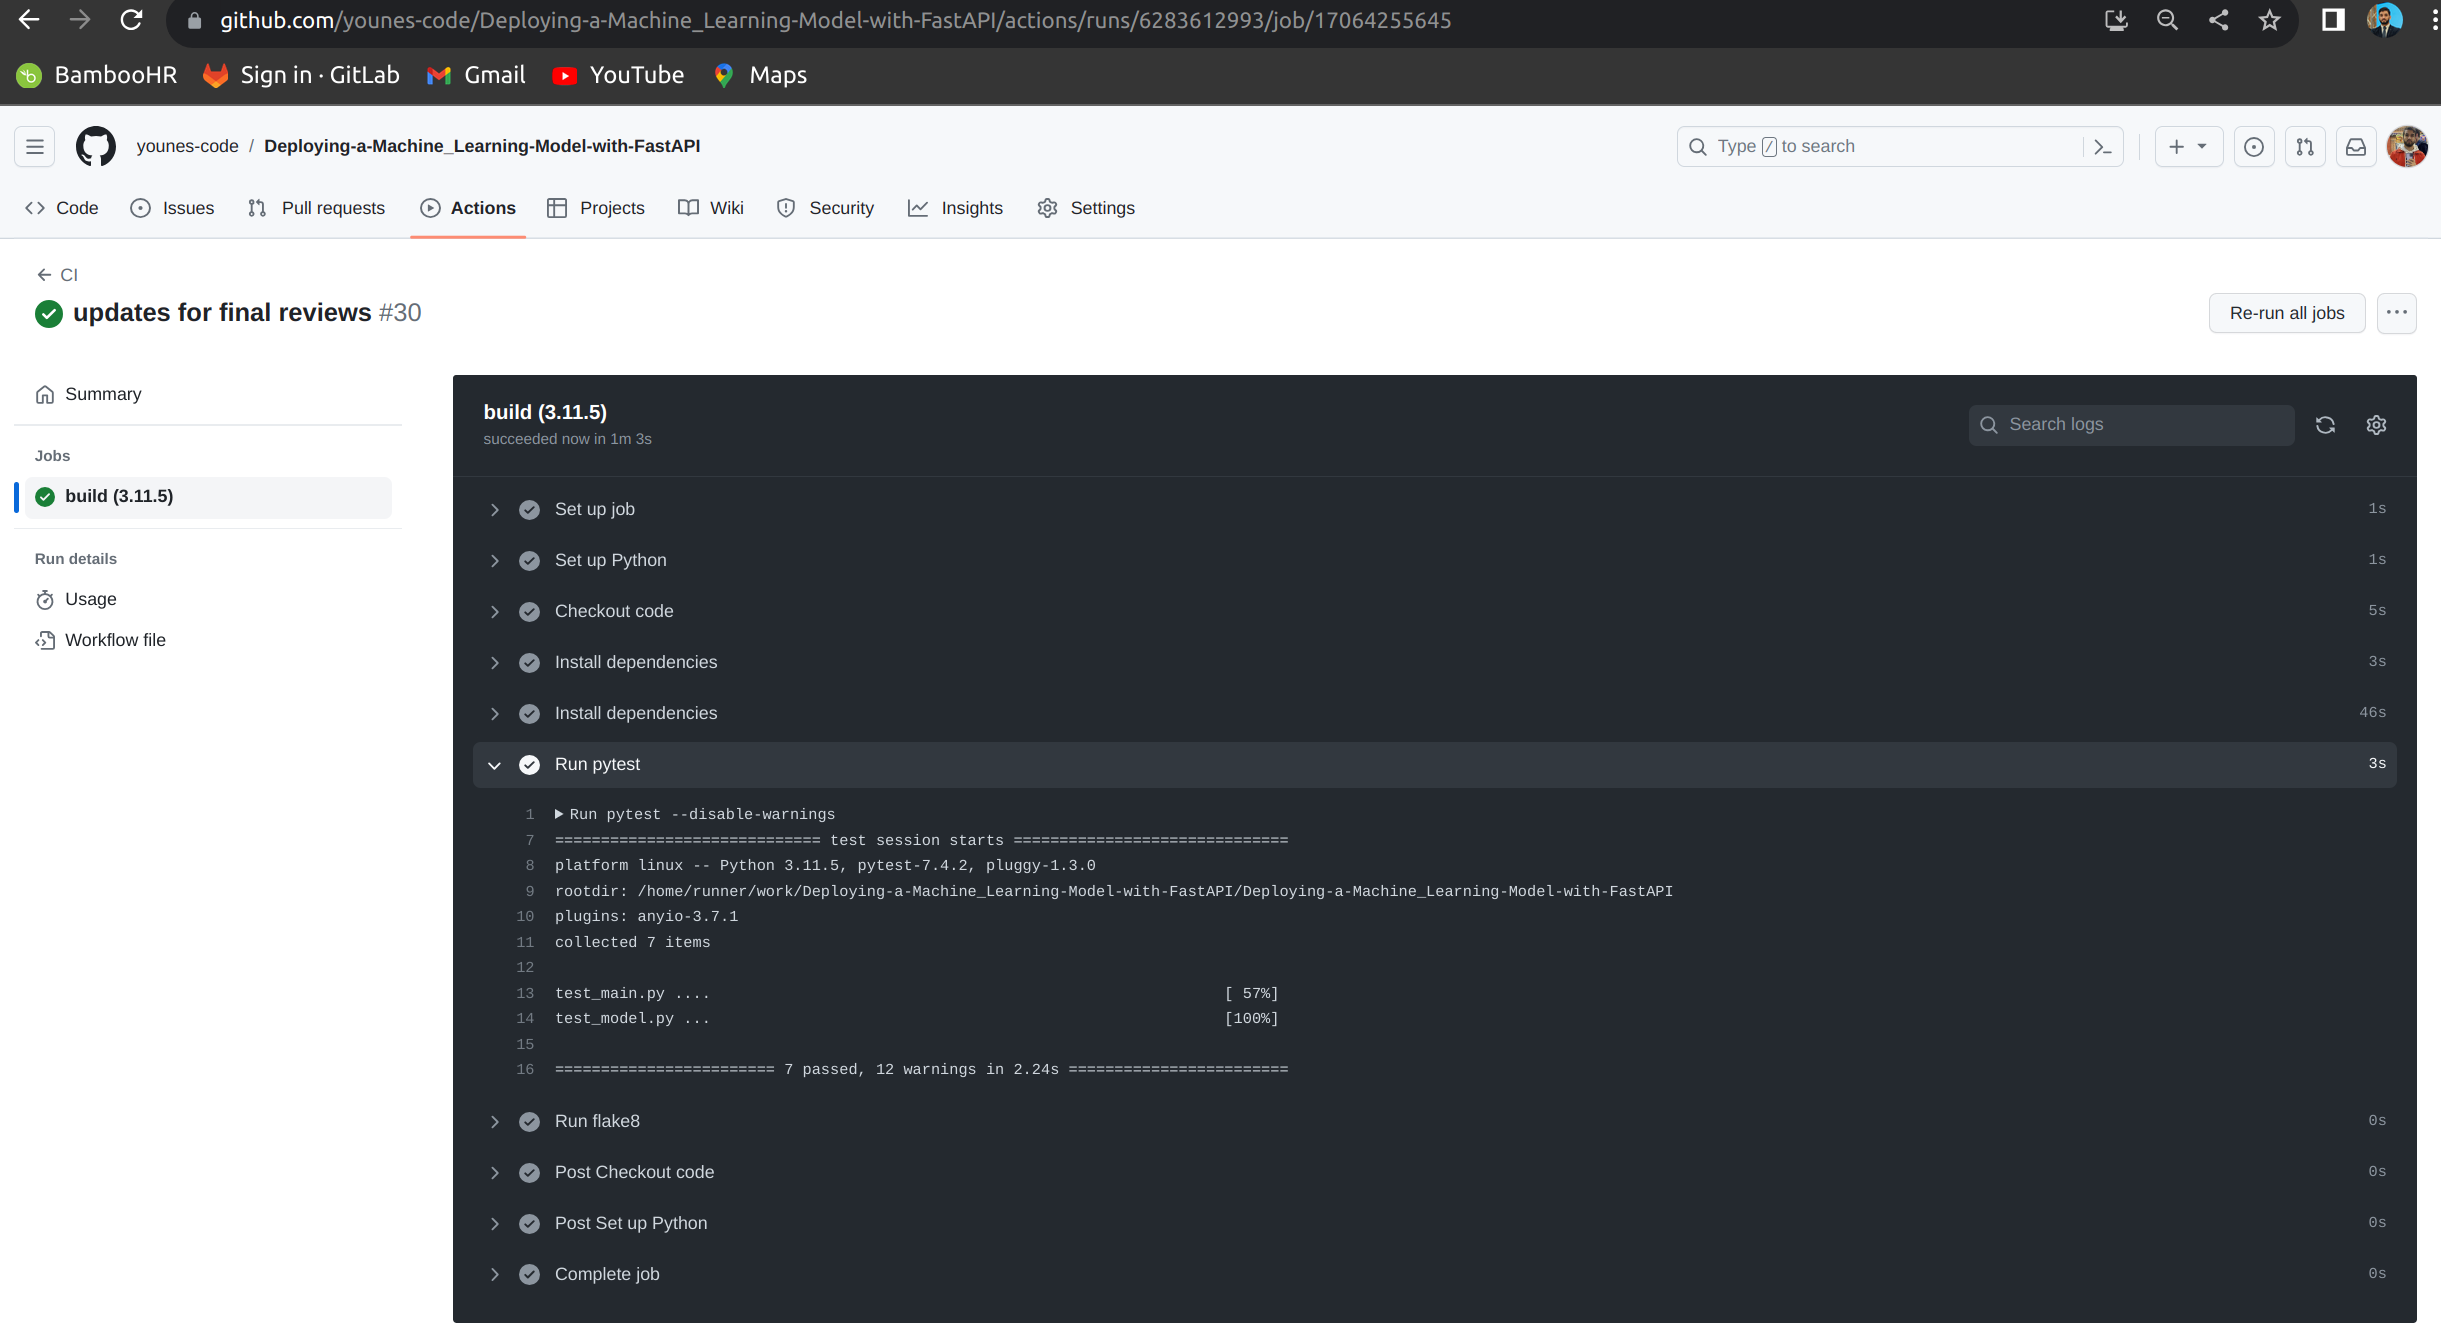 github.com/younes-code/Deploying-a-Machine_Learning-Model-with-FastAPI/actions/runs/6283612993/job/17064255645
BambooHR Sign in · GitLab Gmail YouTube Maps
younes-code / Deploying-a-Machine_Learning-Model-with-FastAPI
Type / to search
Code Issues Pull requests Actions Projects Wiki Security Insights Settings
← CI
updates for final reviews #30
Re-run all jobs
Summary
Jobs
build (3.11.5)
Run details
Usage
Workflow file
build (3.11.5)
succeeded now in 1m 3s
Search logs
Set up job 1s
Set up Python 1s
Checkout code 5s
Install dependencies 3s
Install dependencies 46s
Run pytest 3s
1 Run pytest --disable-warnings
7 ============================= test session starts ==============================
8 platform linux -- Python 3.11.5, pytest-7.4.2, pluggy-1.3.0
9 rootdir: /home/runner/work/Deploying-a-Machine_Learning-Model-with-FastAPI/Deploying-a-Machine_Learning-Model-with-FastAPI
10 plugins: anyio-3.7.1
11 collected 7 items
12
13 test_main.py .... [ 57%]
14 test_model.py ... [100%]
15
16 ======================== 7 passed, 12 warnings in 2.24s ========================
Run flake8 0s
Post Checkout code 0s
Post Set up Python 0s
Complete job 0s